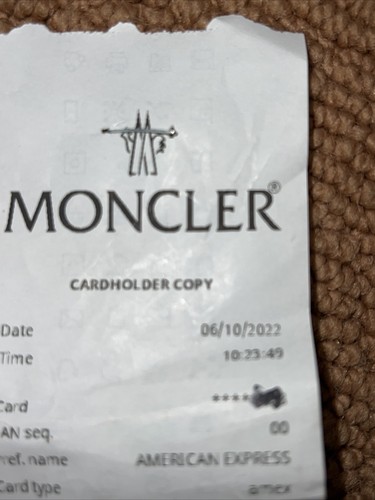 MONCLER®
CARDHOLDER COPY
Date 06/10/2022
Time 10:23:49
Card ****
AN seq. 00
ref. name AMERICAN EXPRESS
Card type amex